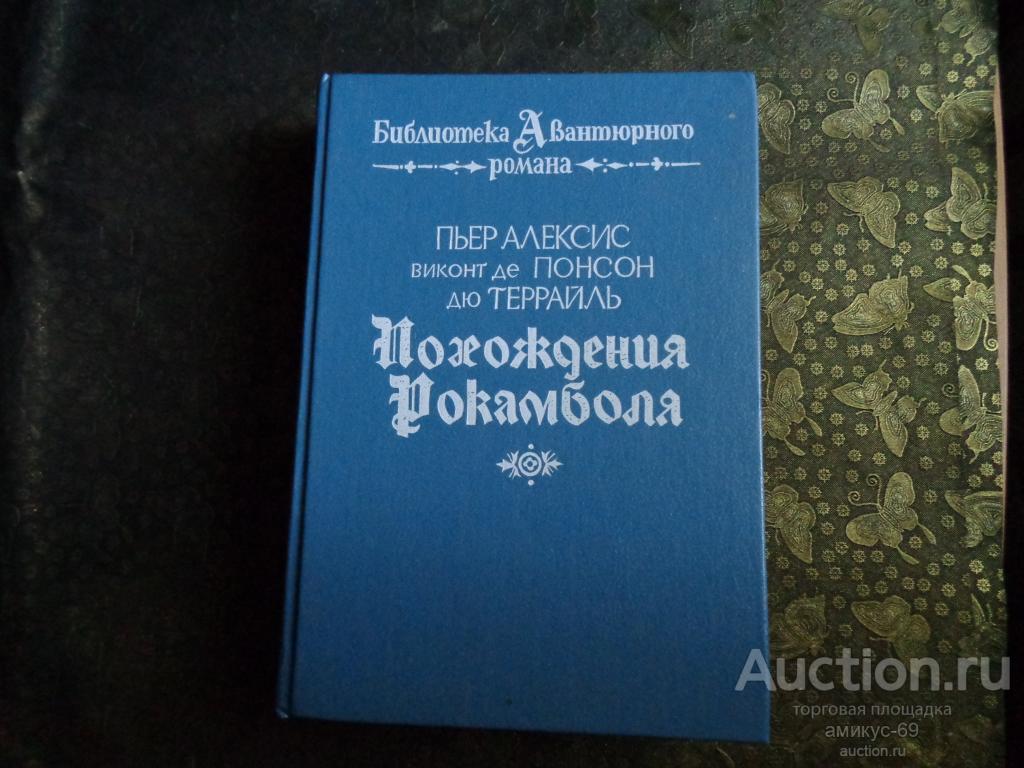 Библиотека Авантюрного
романа
ПЬЕР АЛЕКСИС
виконт де ПОНСОН
дю ТЕРРАЙЛЬ
Похождения
Рокамбола
Auction.ru
торговая площадка
амикус-69
auction.ru